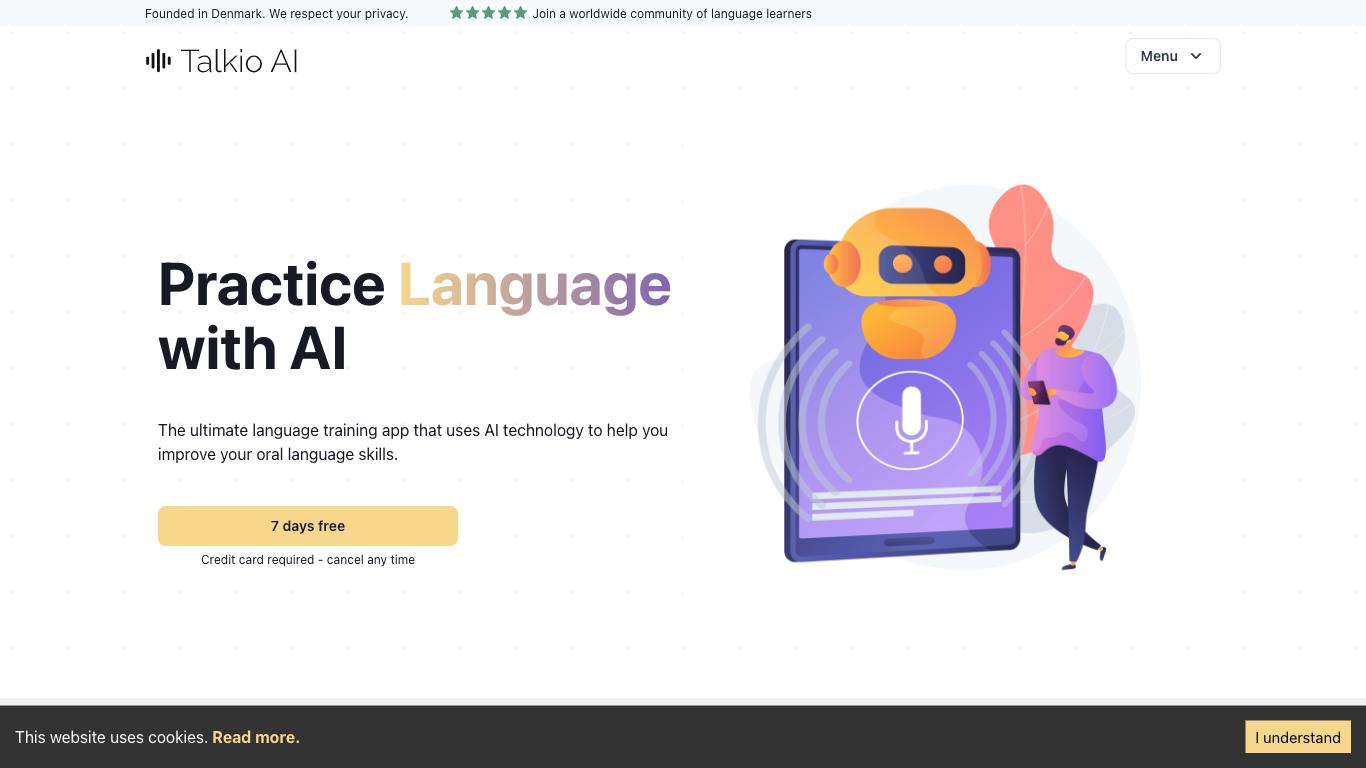 Founded in Denmark. We respect your privacy.
Join a worldwide community of language learners
Talkio AI
Menu
Practice Language
with AI
The ultimate language training app that uses AI technology to help you
improve your oral language skills.
7 days free
Credit card required - cancel any time
This website uses cookies. Read more.
I understand